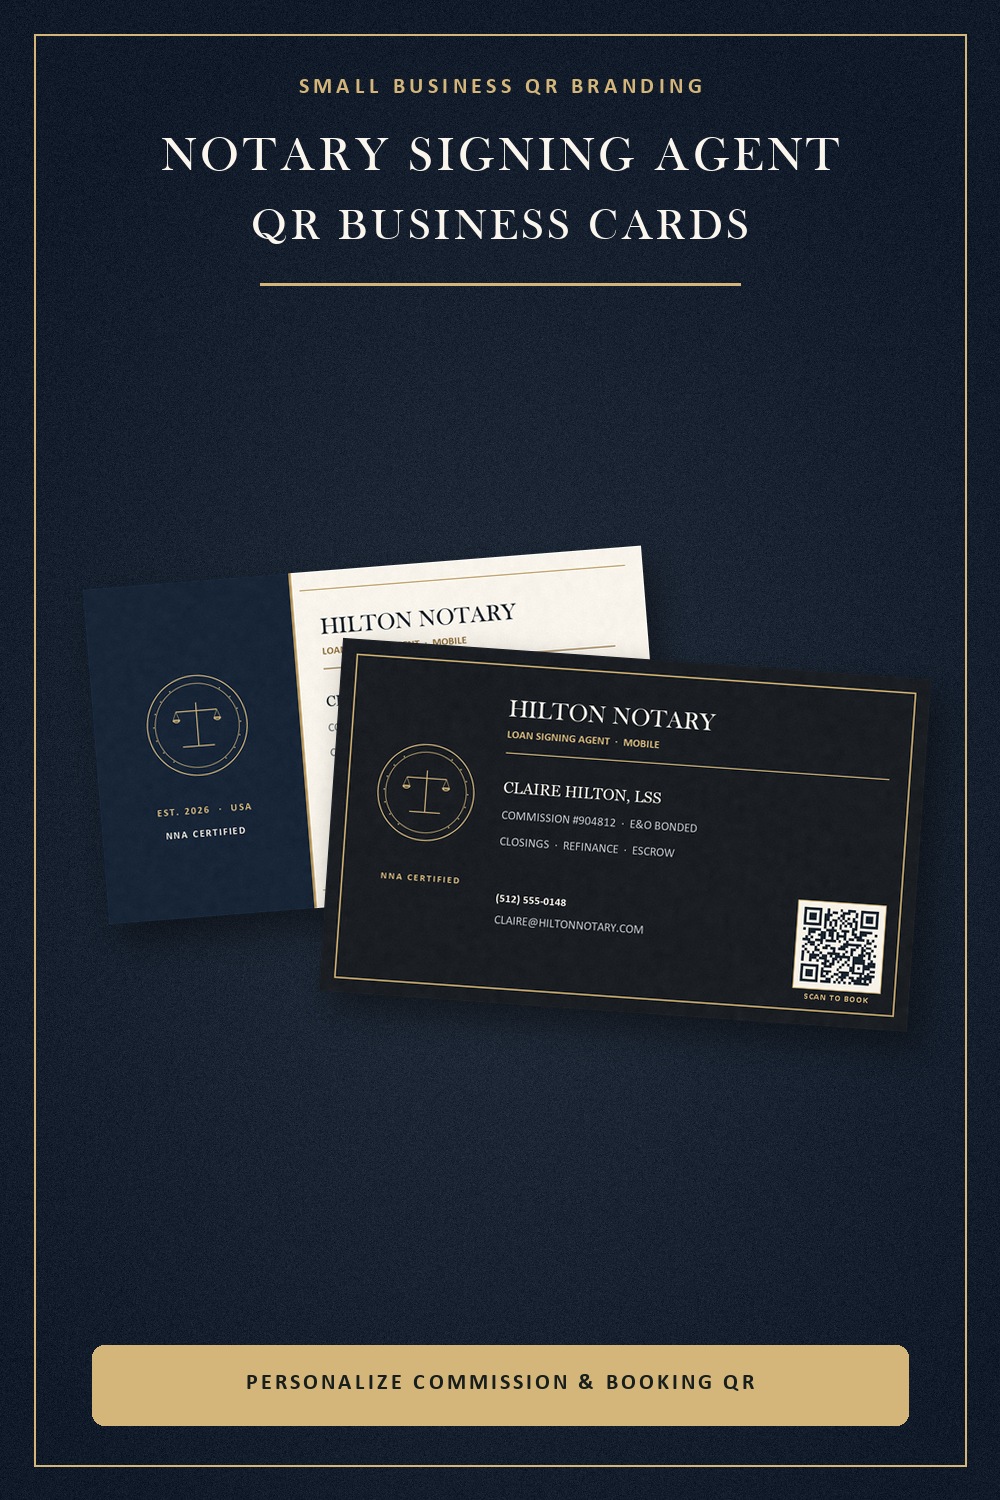 SMALL BUSINESS QR BRANDING
NOTARY SIGNING AGENT
QR BUSINESS CARDS
HILTON NOTARY
MOBILE
EST. 2026 · USA
NNA CERTIFIED
HILTON NOTARY
LOAN SIGNING AGENT · MOBILE
CLAIRE HILTON, LSS
COMMISSION #904812 · E&O BONDED
CLOSINGS · REFINANCE · ESCROW
NNA CERTIFIED
(512) 555-0148
CLAIRE@HILTONNOTARY.COM
SCAN TO BOOK
PERSONALIZE COMMISSION & BOOKING QR